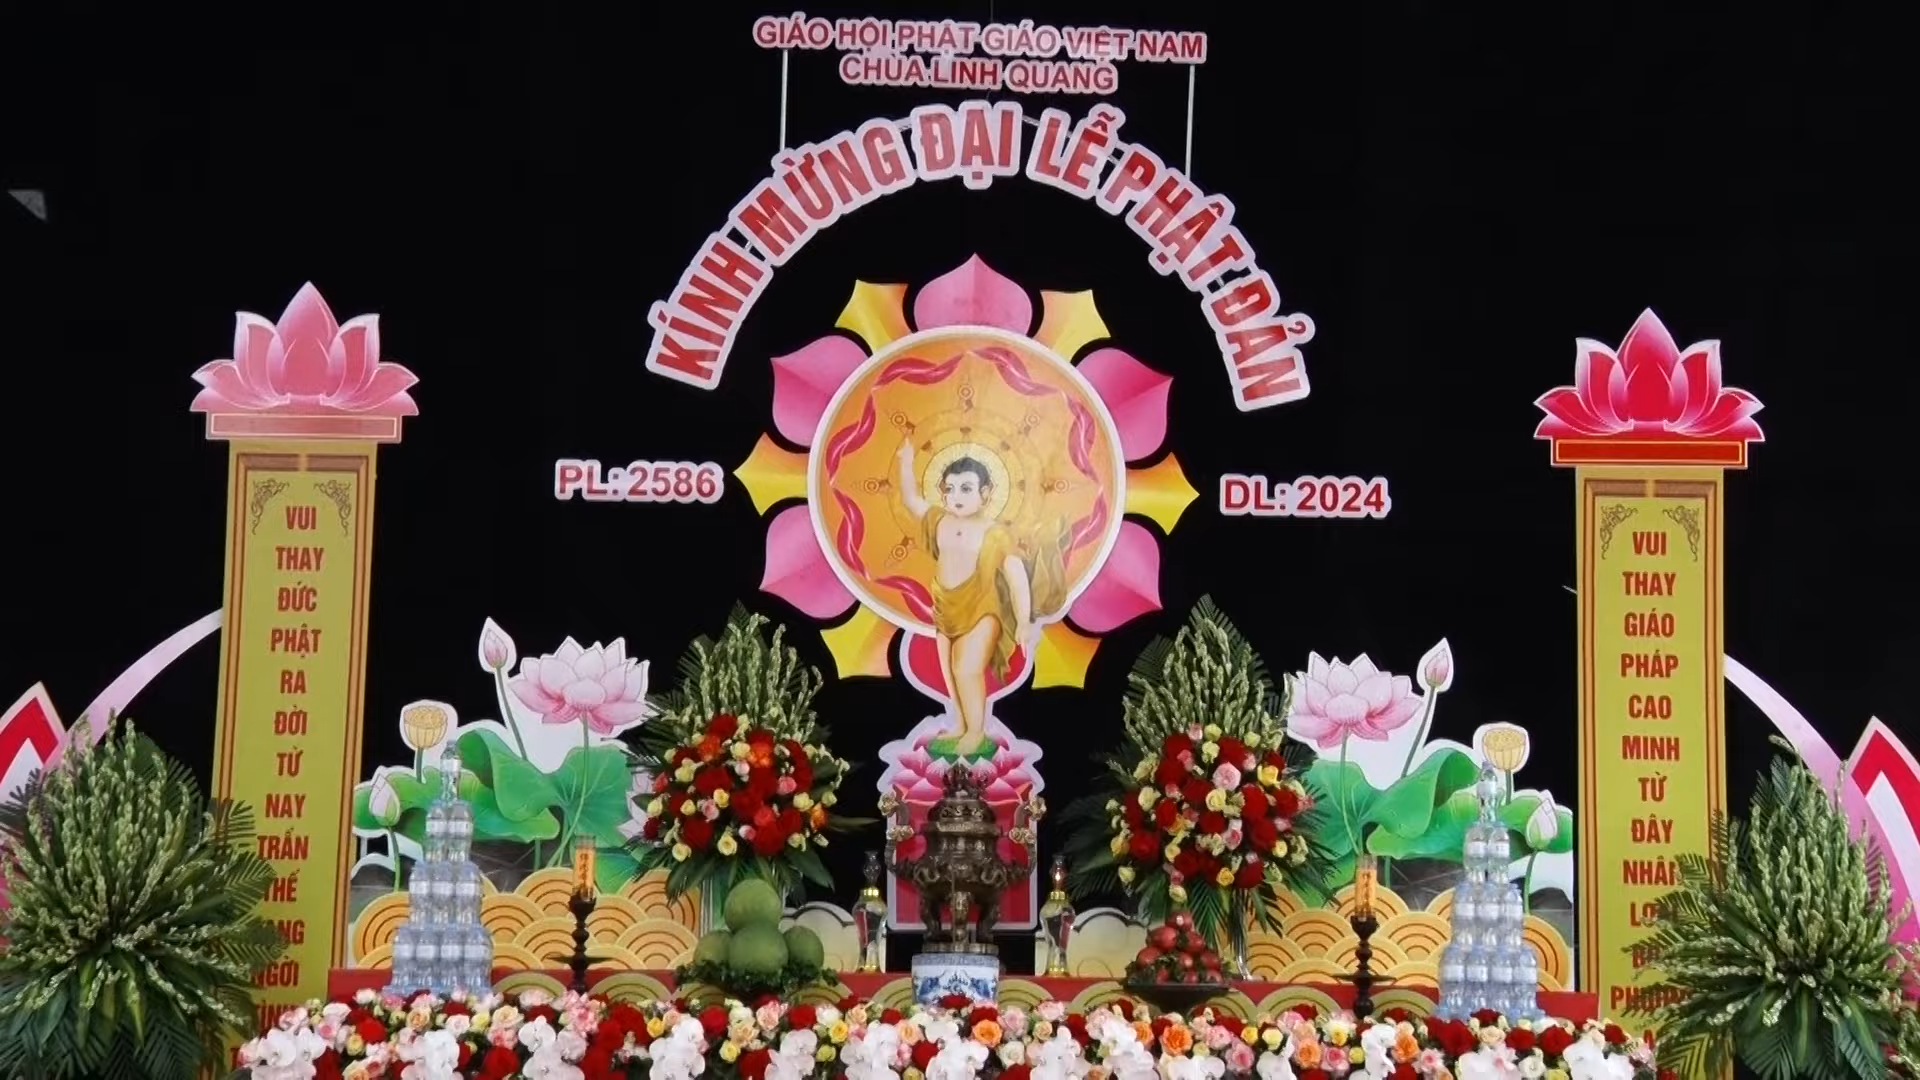 GIÁO HỘI PHẬT GIÁO VIỆT NAM
CHÙA LINH QUANG
KÍNH MỪNG ĐẠI LỄ PHẬT ĐẢN
PL: 2586
DL: 2024
VUI
THAY
ĐỨC
PHẬT
RA
ĐỜI
TỪ
NAY
TRẦN
THẾ
VUI
THAY
GIÁO
PHÁP
CAO
MINH
TỪ
ĐÂY
NHÂN